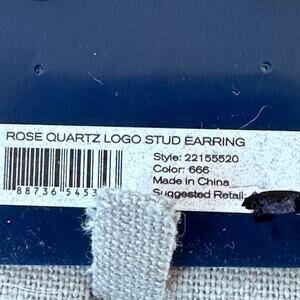 ROSE QUARTZ LOGO STUD EARRING
Style: 22155520
Color: 666
Made in China
Suggested Retail:
88736 5453